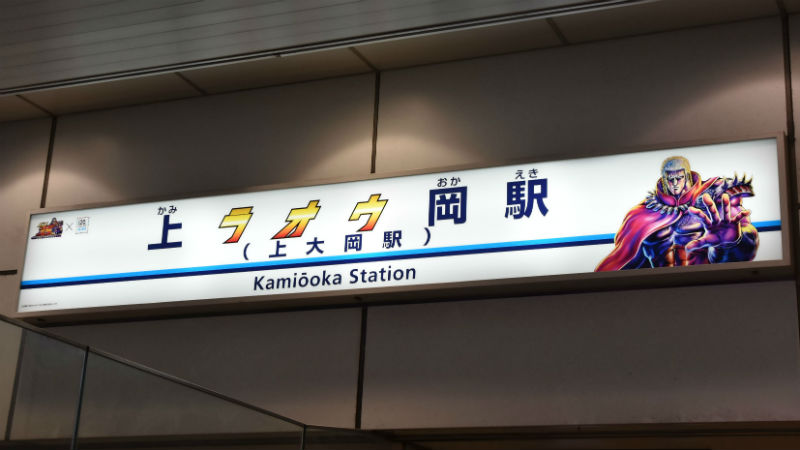 かみ おか えき
上 ラオウ 岡 駅
(上大岡駅)
Kamiōoka Station